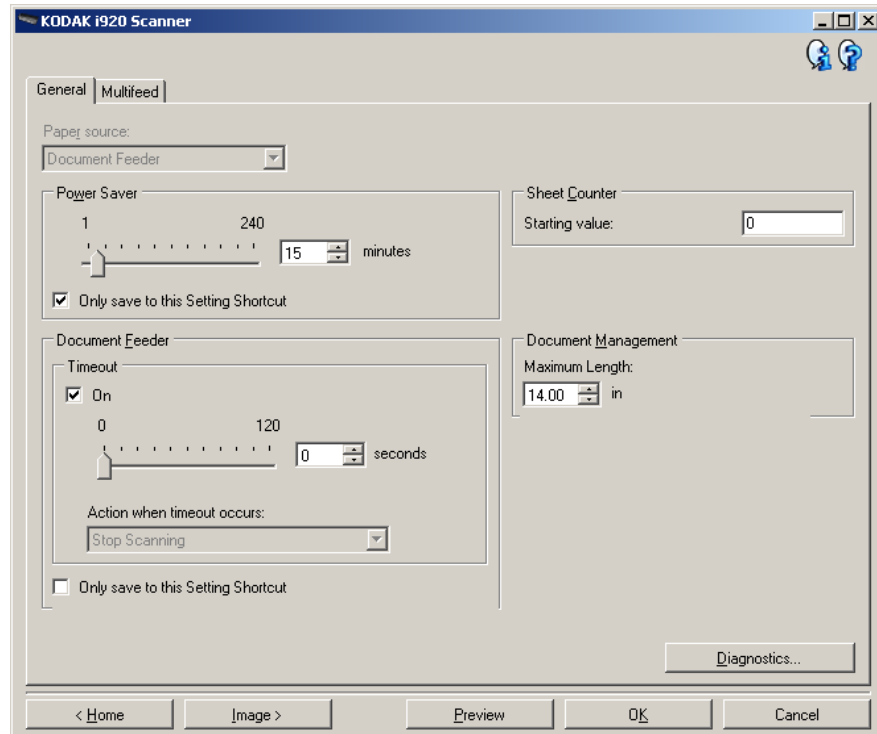 KODAK i920 Scanner
General
Multifeed
Paper source:
Document Feeder
Power Saver
1 240
15 minutes
Only save to this Setting Shortcut
Sheet Counter
Starting value: 0
Document Feeder
Timeout
On
0 120
0 seconds
Action when timeout occurs:
Stop Scanning
Only save to this Setting Shortcut
Document Management
Maximum Length:
14.00 in
Diagnostics...
< Home
Image >
Preview
OK
Cancel